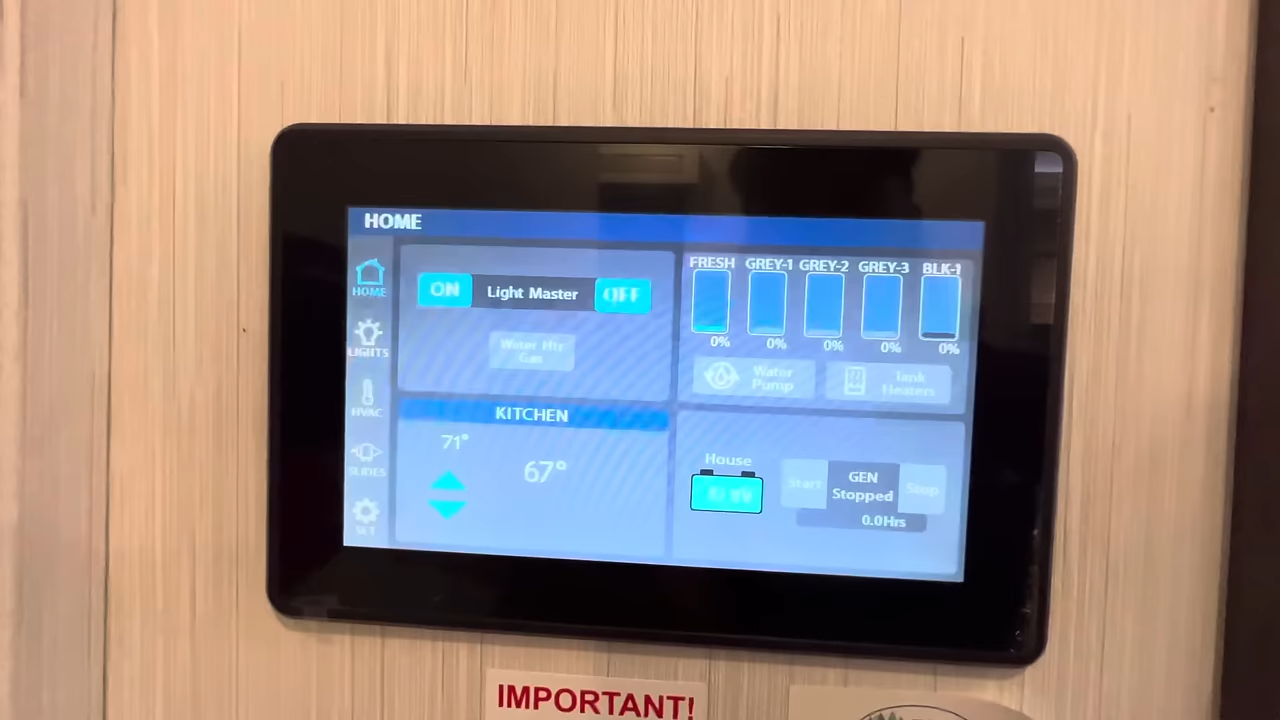 HOME
HOME
LIGHTS
HVAC
SLIDES
SET
ON Light Master OFF
Water Htr
Gas
FRESH GREY-1 GREY-2 GREY-3 BLK-1
0% 0% 0% 0% 0%
Water
Pump
Tank
Heaters
KITCHEN
71°
67°
House
Start
GEN
Stopped
Stop
0.0Hrs
IMPORTANT!